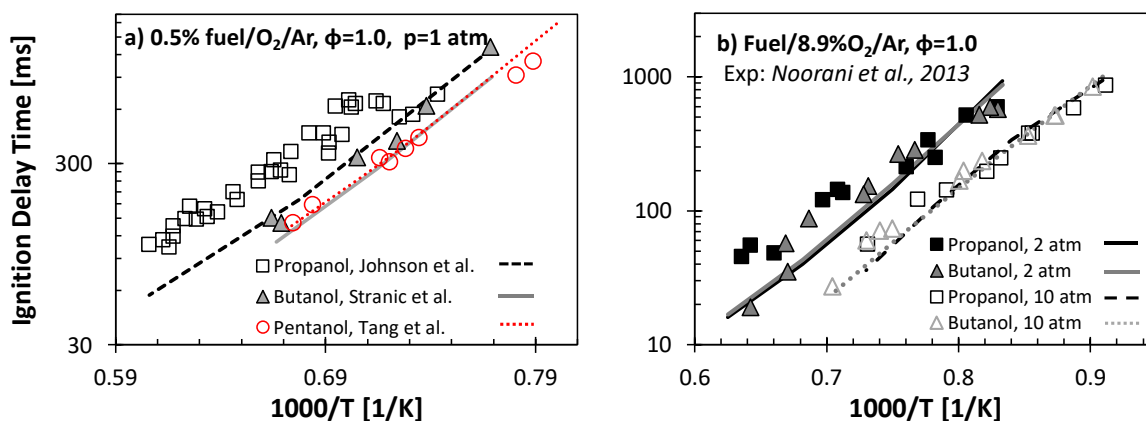 Ignition Delay Time [ms]
a) 0.5% fuel/O₂/Ar, ϕ=1.0, p=1 atm
300
30
Propanol, Johnson et al.
Butanol, Stranic et al.
Pentanol, Tang et al.
0.59 0.69 0.79
1000/T [1/K]
b) Fuel/8.9%O₂/Ar, ϕ=1.0
Exp: Noorani et al., 2013
1000
100
10
Propanol, 2 atm
Butanol, 2 atm
Propanol, 10 atm
Butanol, 10 atm
0.6 0.7 0.8 0.9
1000/T [1/K]